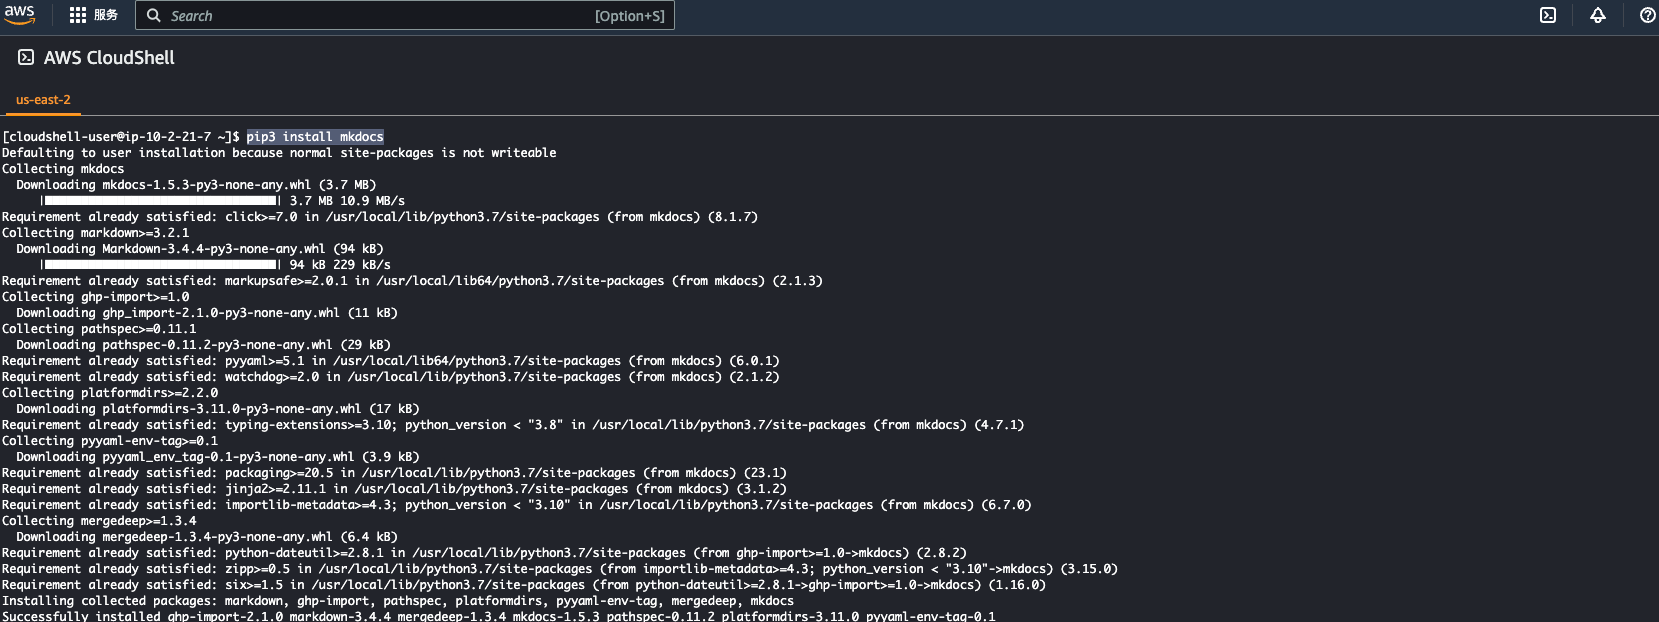 aws
服务
Search
[Option+S]
AWS CloudShell
us-east-2
[cloudshell-user@ip-10-2-21-7 ~]$ pip3 install mkdocs
Defaulting to user installation because normal site-packages is not writeable
Collecting mkdocs
  Downloading mkdocs-1.5.3-py3-none-any.whl (3.7 MB)
     |████████████████████████████████| 3.7 MB 10.9 MB/s
Requirement already satisfied: click>=7.0 in /usr/local/lib/python3.7/site-packages (from mkdocs) (8.1.7)
Collecting markdown>=3.2.1
  Downloading Markdown-3.4.4-py3-none-any.whl (94 kB)
     |████████████████████████████████| 94 kB 229 kB/s
Requirement already satisfied: markupsafe>=2.0.1 in /usr/local/lib64/python3.7/site-packages (from mkdocs) (2.1.3)
Collecting ghp-import>=1.0
  Downloading ghp_import-2.1.0-py3-none-any.whl (11 kB)
Collecting pathspec>=0.11.1
  Downloading pathspec-0.11.2-py3-none-any.whl (29 kB)
Requirement already satisfied: pyyaml>=5.1 in /usr/local/lib64/python3.7/site-packages (from mkdocs) (6.0.1)
Requirement already satisfied: watchdog>=2.0 in /usr/local/lib/python3.7/site-packages (from mkdocs) (2.1.2)
Collecting platformdirs>=2.2.0
  Downloading platformdirs-3.11.0-py3-none-any.whl (17 kB)
Requirement already satisfied: typing-extensions>=3.10; python_version < "3.8" in /usr/local/lib/python3.7/site-packages (from mkdocs) (4.7.1)
Collecting pyyaml-env-tag>=0.1
  Downloading pyyaml_env_tag-0.1-py3-none-any.whl (3.9 kB)
Requirement already satisfied: packaging>=20.5 in /usr/local/lib/python3.7/site-packages (from mkdocs) (23.1)
Requirement already satisfied: jinja2>=2.11.1 in /usr/local/lib/python3.7/site-packages (from mkdocs) (3.1.2)
Requirement already satisfied: importlib-metadata>=4.3; python_version < "3.10" in /usr/local/lib/python3.7/site-packages (from mkdocs) (6.7.0)
Collecting mergedeep>=1.3.4
  Downloading mergedeep-1.3.4-py3-none-any.whl (6.4 kB)
Requirement already satisfied: python-dateutil>=2.8.1 in /usr/local/lib/python3.7/site-packages (from ghp-import>=1.0->mkdocs) (2.8.2)
Requirement already satisfied: zipp>=0.5 in /usr/local/lib/python3.7/site-packages (from importlib-metadata>=4.3; python_version < "3.10"->mkdocs) (3.15.0)
Requirement already satisfied: six>=1.5 in /usr/local/lib/python3.7/site-packages (from python-dateutil>=2.8.1->ghp-import>=1.0->mkdocs) (1.16.0)
Installing collected packages: markdown, ghp-import, pathspec, platformdirs, pyyaml-env-tag, mergedeep, mkdocs
Successfully installed ghp-import-2.1.0 markdown-3.4.4 mergedeep-1.3.4 mkdocs-1.5.3 pathspec-0.11.2 platformdirs-3.11.0 pyyaml-env-tag-0.1